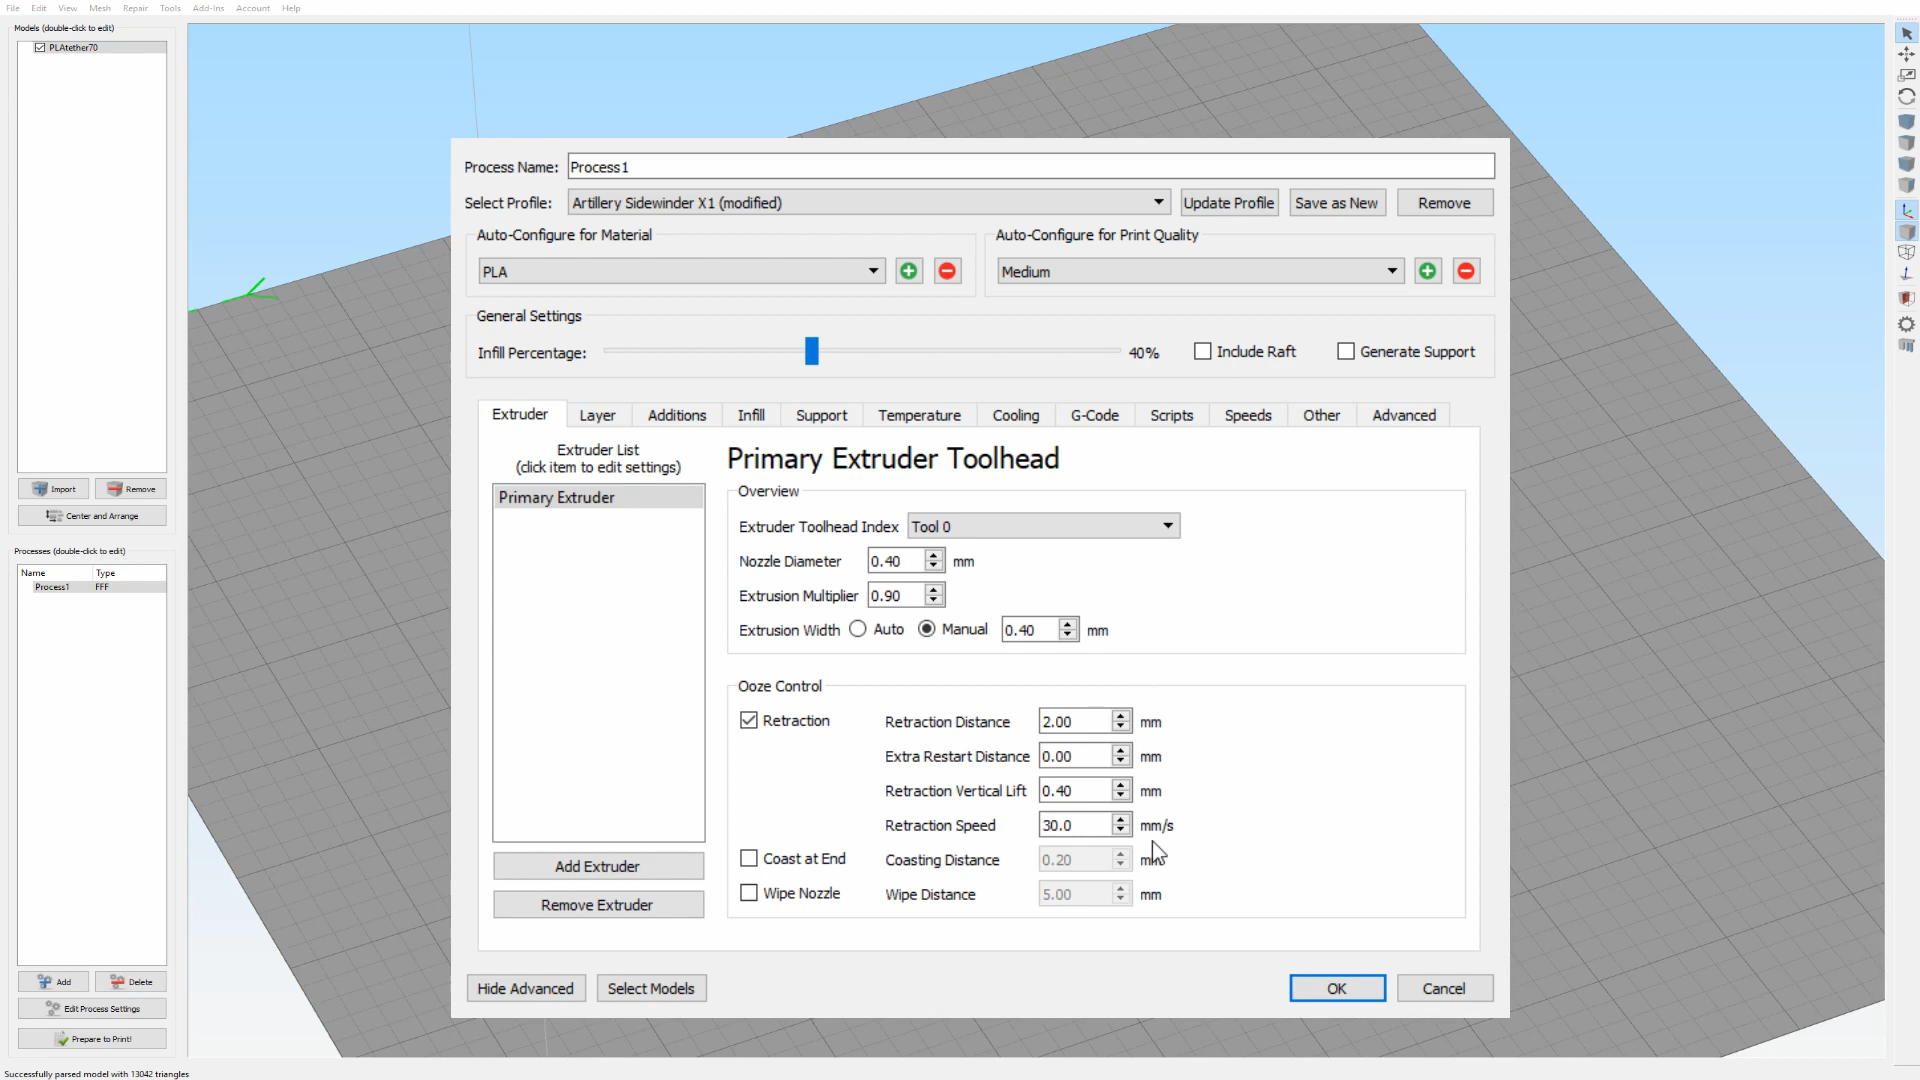 File Edit View Mesh Repair Tools Add-Ins Account Help
Models (double-click to edit)
PLAtether70
Import Remove
Center and Arrange
Processes (double-click to edit)
Name Type
Process1 FFF
Add Delete
Edit Process Settings
Prepare to Print!
Successfully parsed model with 13042 triangles
Process Name: Process1
Select Profile: Artillery Sidewinder X1 (modified) Update Profile Save as New Remove
Auto-Configure for Material Auto-Configure for Print Quality
PLA Medium
General Settings
Infill Percentage: 40% Include Raft Generate Support
Extruder Layer Additions Infill Support Temperature Cooling G-Code Scripts Speeds Other Advanced
Extruder List
(click item to edit settings)
Primary Extruder
Add Extruder
Remove Extruder
Primary Extruder Toolhead
Overview
Extruder Toolhead Index Tool 0
Nozzle Diameter 0.40 mm
Extrusion Multiplier 0.90
Extrusion Width Auto Manual 0.40 mm
Ooze Control
Retraction Retraction Distance 2.00 mm
Extra Restart Distance 0.00 mm
Retraction Vertical Lift 0.40 mm
Retraction Speed 30.0 mm/s
Coast at End Coasting Distance 0.20
Wipe Nozzle Wipe Distance 5.00 mm
Hide Advanced Select Models OK Cancel